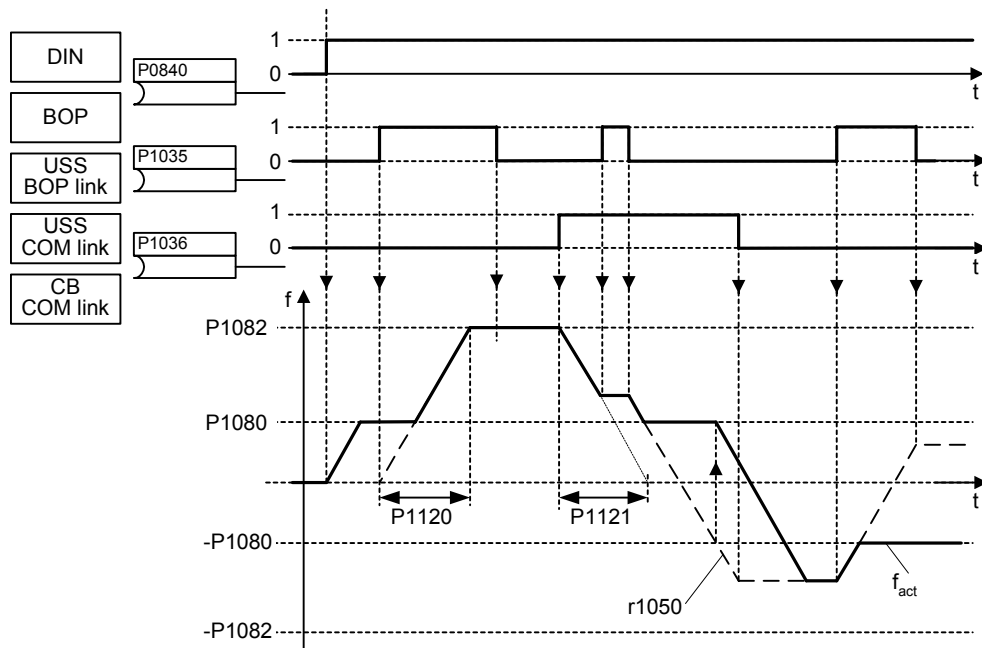 DIN
BOP
USS
BOP link
USS
COM link
CB
COM link
P0840
P1035
P1036
1
0
t
1
0
t
1
0
t
f
P1082
P1080
t
P1120
P1121
-P1080
r1050
fact
-P1082